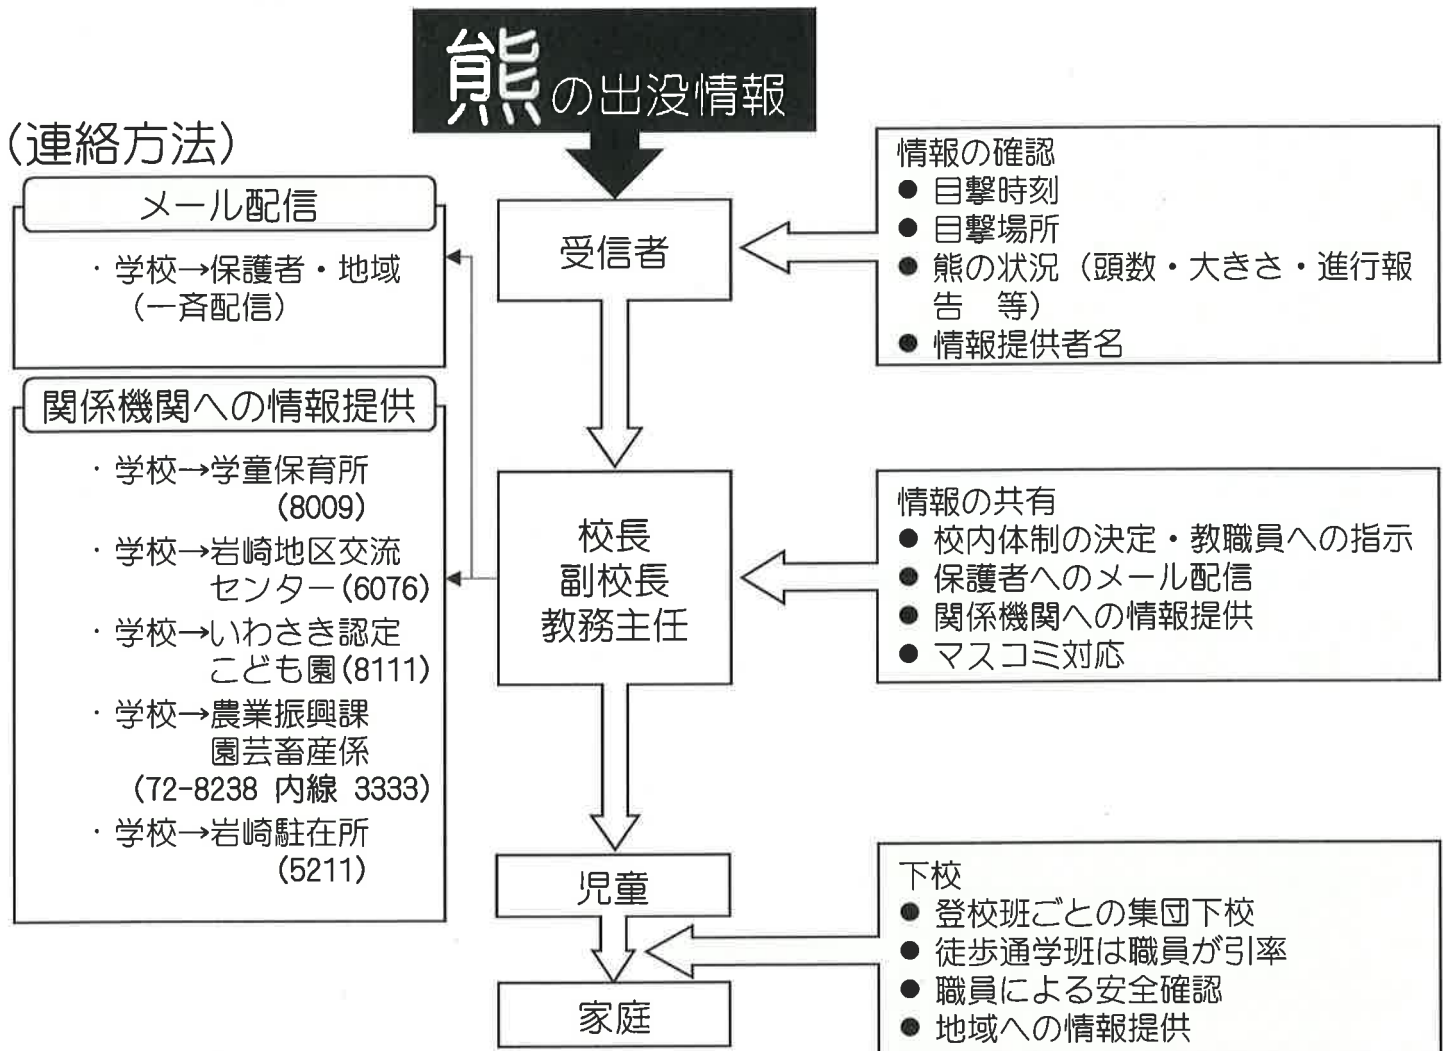 熊の出没情報
(連絡方法)
メール配信
・学校→保護者・地域
(一斉配信)
関係機関への情報提供
・学校→学童保育所
(8009)
・学校→岩崎地区交流
センター(6076)
・学校→いわさき認定
こども園(8111)
・学校→農業振興課
園芸畜産係
(72-8238 内線 3333)
・学校→岩崎駐在所
(5211)
受信者
校長
副校長
教務主任
児童
家庭
情報の確認
● 目撃時刻
● 目撃場所
● 熊の状況(頭数・大きさ・進行報
告 等)
● 情報提供者名
情報の共有
● 校内体制の決定・教職員への指示
● 保護者へのメール配信
● 関係機関への情報提供
● マスコミ対応
下校
● 登校班ごとの集団下校
● 徒歩通学班は職員が引率
● 職員による安全確認
● 地域への情報提供